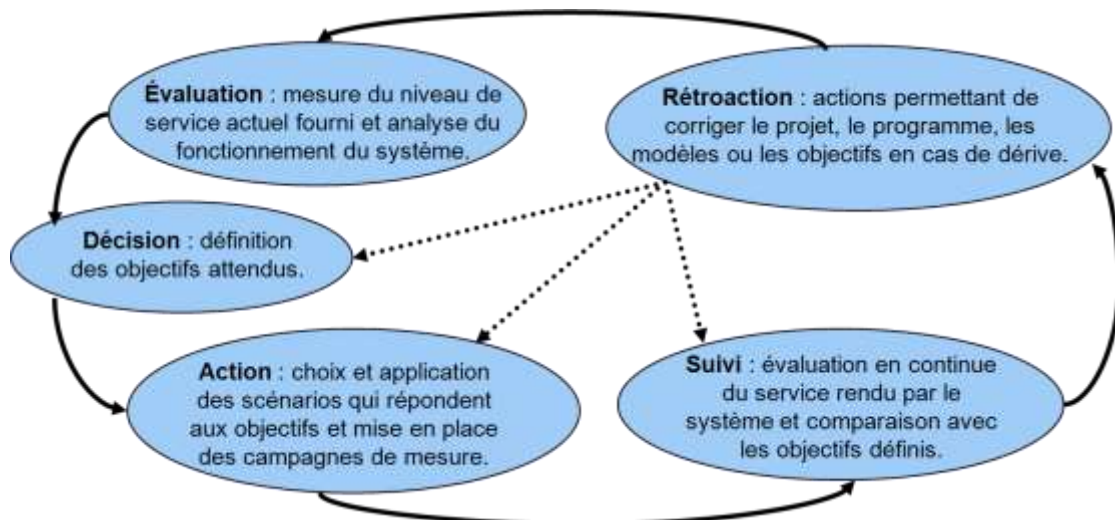 Évaluation : mesure du niveau de
service actuel fourni et analyse du
fonctionnement du système.
Rétroaction : actions permettant de
corriger le projet, le programme, les
modèles ou les objectifs en cas de dérive.
Décision : définition
des objectifs attendus.
Action : choix et application
des scénarios qui répondent
aux objectifs et mise en place
des campagnes de mesure.
Suivi : évaluation en continue
du service rendu par le
système et comparaison avec
les objectifs définis.